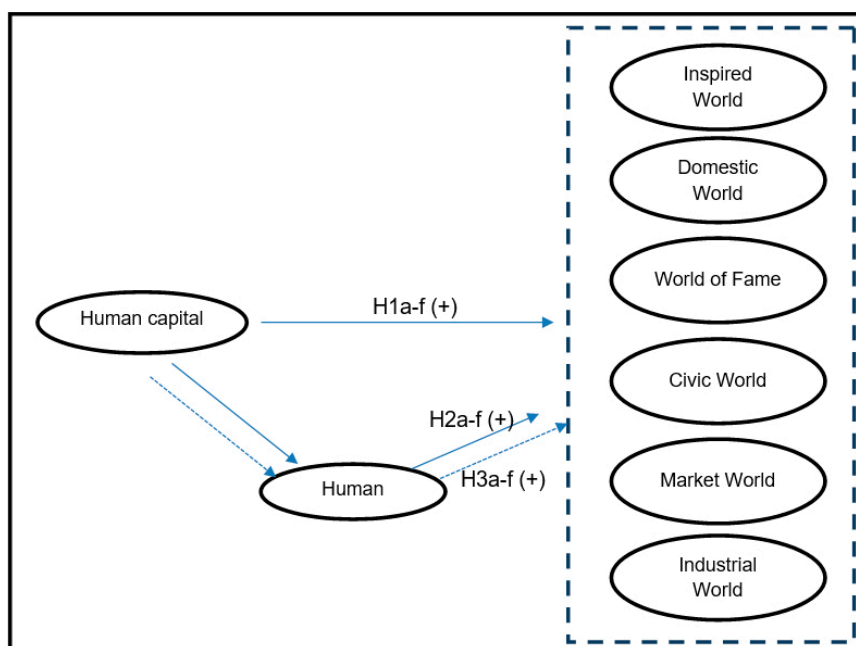 Inspired
World
Domestic
World
World of Fame
Human capital
H1a-f (+)
Civic World
H2a-f (+)
H3a-f (+)
Human
Market World
Industrial
World